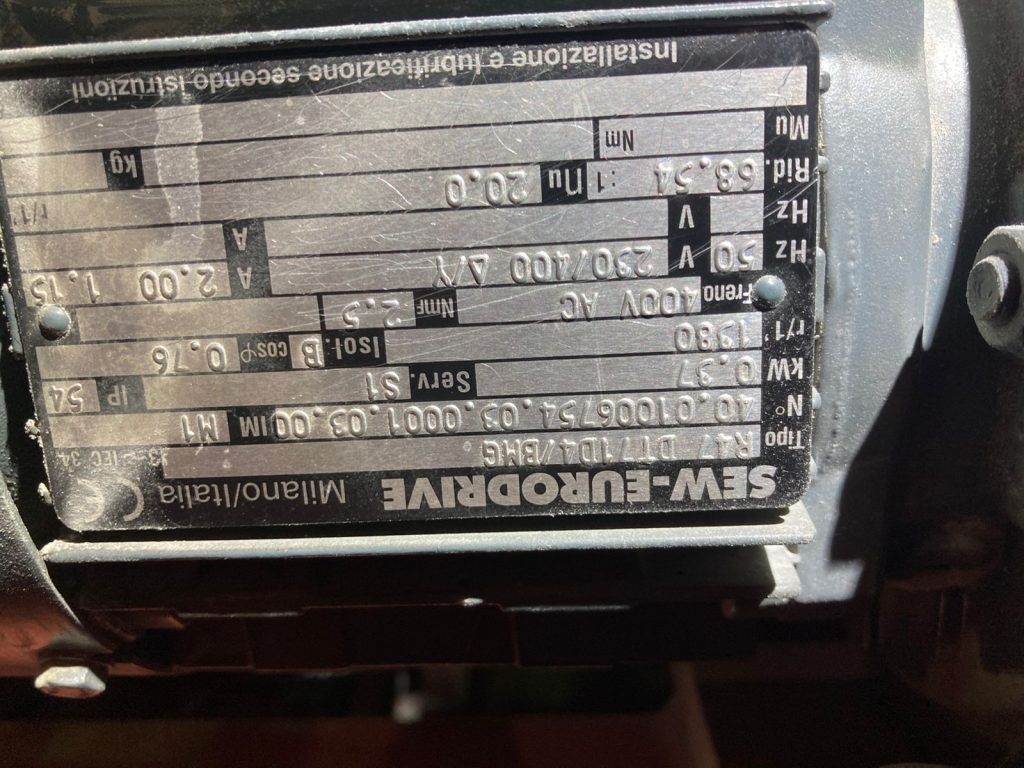 SEW-EURODRIVE Milano/Italia CE
Tipo R47 DT71D4/BMG IEC 34
N° 40.01006754.03.0001.03.00 IM M1
kW 0.37 Serv. S1 IP 54
r/1' 1380 Isol. B cosφ 0.76
Freno 400V AC Nm 2.5
Hz 50 V 230/400 Δ/Y A 2.00 1.15
Hz V A r/1'
Rid. 68.54 :1 nu 20.0
Mu Nm kg
Installazione e lubrificazione secondo istruzioni